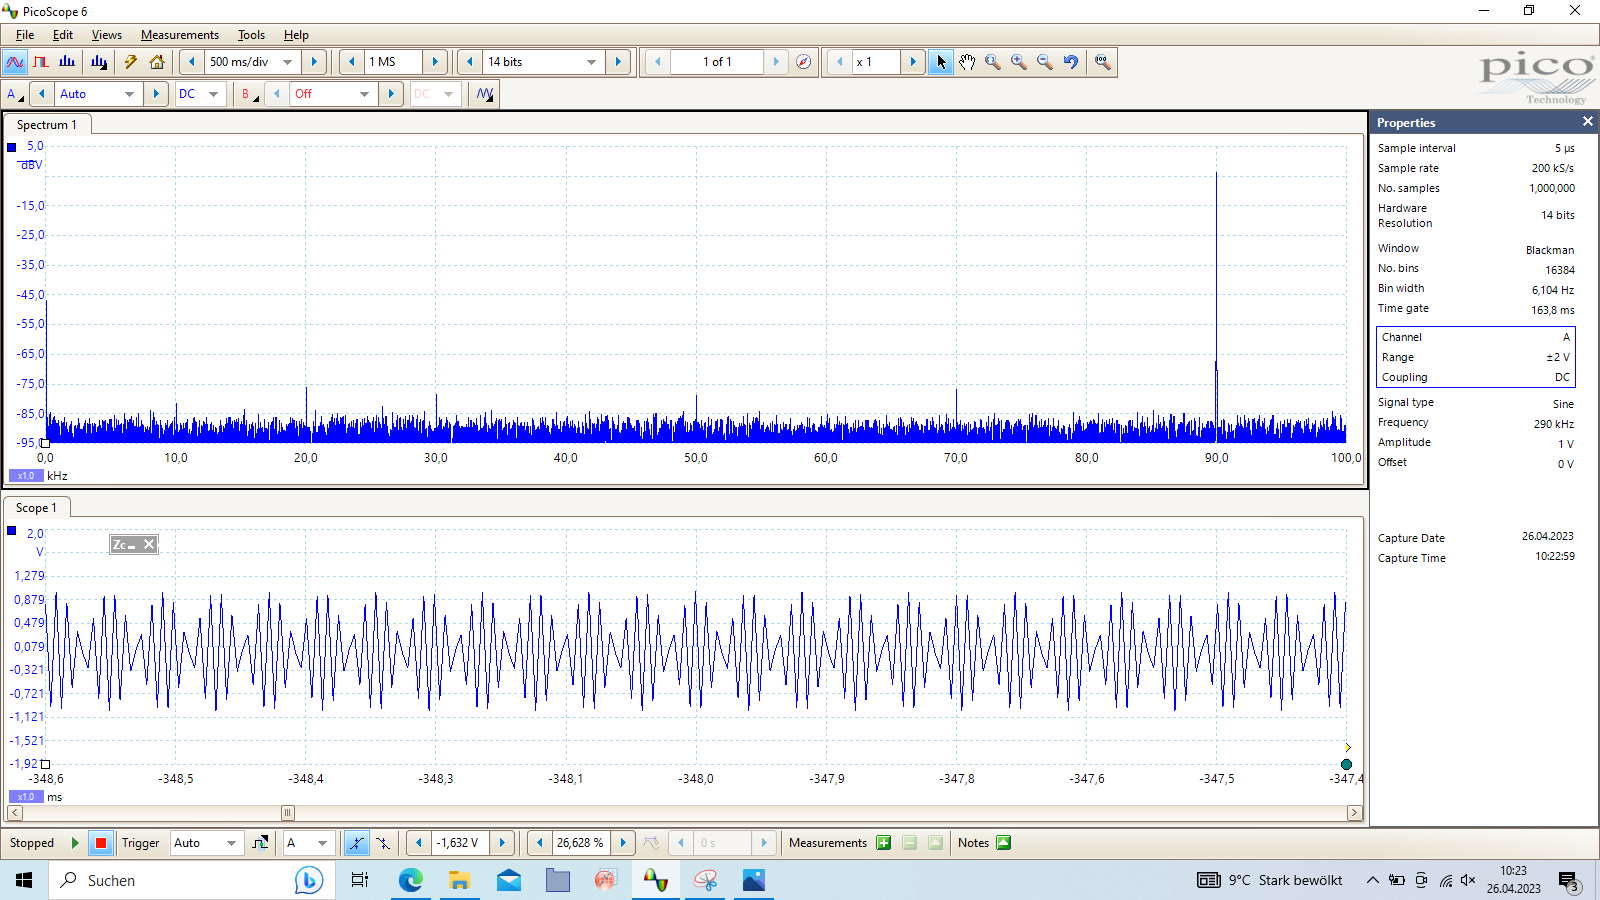 PicoScope 6
File Edit Views Measurements Tools Help
500 ms/div 1 MS 14 bits 1 of 1 x 1
A Auto DC B Off DC
pico
Technology
Spectrum 1
5,0
dBV
-15,0
-25,0
-35,0
-45,0
-55,0
-65,0
-75,0
-85,0
-95,0
0,0 10,0 20,0 30,0 40,0 50,0 60,0 70,0 80,0 90,0 100,0
x1,0 kHz
Scope 1
2,0
V
Zo
1,279
0,879
0,479
0,079
-0,321
-0,721
-1,121
-1,521
-1,921
-348,6 -348,5 -348,4 -348,3 -348,1 -348,0 -347,9 -347,8 -347,6 -347,5 -347,4
x1,0 ms
Properties
Sample interval 5 µs
Sample rate 200 kS/s
No. samples 1,000,000
Hardware
Resolution 14 bits
Window Blackman
No. bins 16384
Bin width 6,104 Hz
Time gate 163,8 ms
Channel A
Range ±2 V
Coupling DC
Signal type Sine
Frequency 290 kHz
Amplitude 1 V
Offset 0 V
Capture Date 26.04.2023
Capture Time 10:22:59
Stopped Trigger Auto A -1,632 V 26,628 % 0 s Measurements Notes
Suchen 9°C Stark bewölkt 10:23
26.04.2023 3